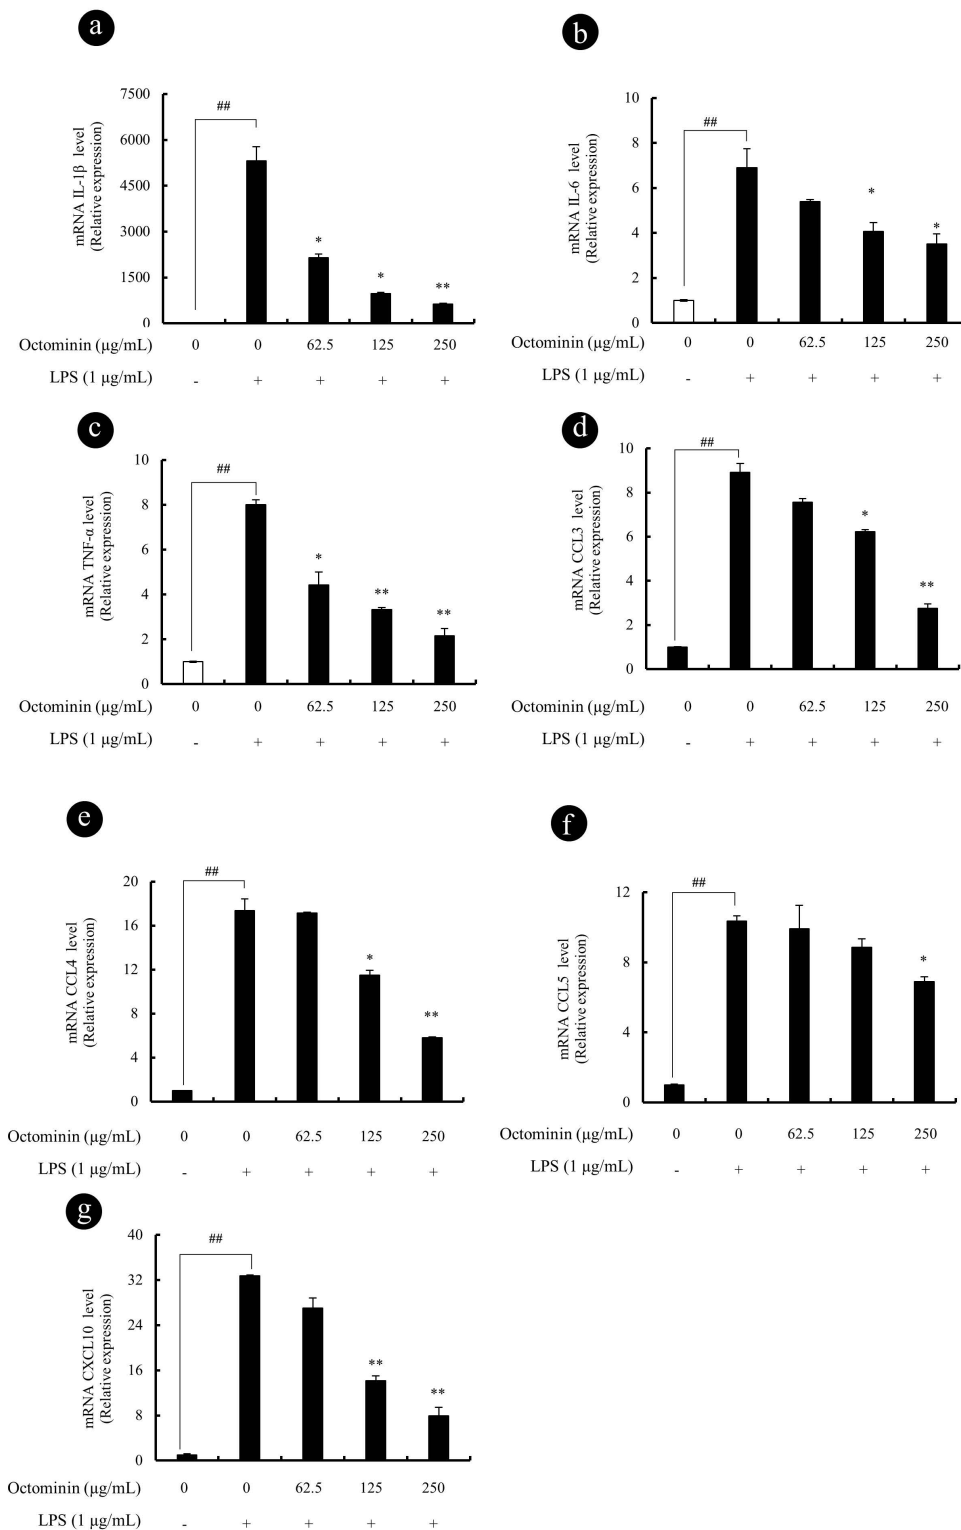 a
mRNA IL-1β level
(Relative expression)
7500
6000
4500
3000
1500
0
##
*
*
**
Octominin (µg/mL) 0 0 62.5 125 250
LPS (1 µg/mL) - + + + +
b
mRNA IL-6 level
(Relative expression)
10
8
6
4
2
0
##
*
*
Octominin (µg/mL) 0 0 62.5 125 250
LPS (1 µg/mL) - + + + +
c
mRNA TNF-α level
(Relative expression)
10
8
6
4
2
0
##
*
**
**
Octominin (µg/mL) 0 0 62.5 125 250
LPS (1 µg/mL) - + + + +
d
mRNA CCL3 level
(Relative expression)
10
8
6
4
2
0
##
*
**
Octominin (µg/mL) 0 0 62.5 125 250
LPS (1 µg/mL) - + + + +
e
mRNA CCL4 level
(Relative expression)
20
16
12
8
4
0
##
*
**
Octominin (µg/mL) 0 0 62.5 125 250
LPS (1 µg/mL) - + + + +
f
mRNA CCL5 level
(Relative expression)
12
8
4
0
##
*
Octominin (µg/mL) 0 0 62.5 125 250
LPS (1 µg/mL) - + + + +
g
mRNA CXCL10 level
(Relative expression)
40
32
24
16
8
0
##
**
**
Octominin (µg/mL) 0 0 62.5 125 250
LPS (1 µg/mL) - + + + +